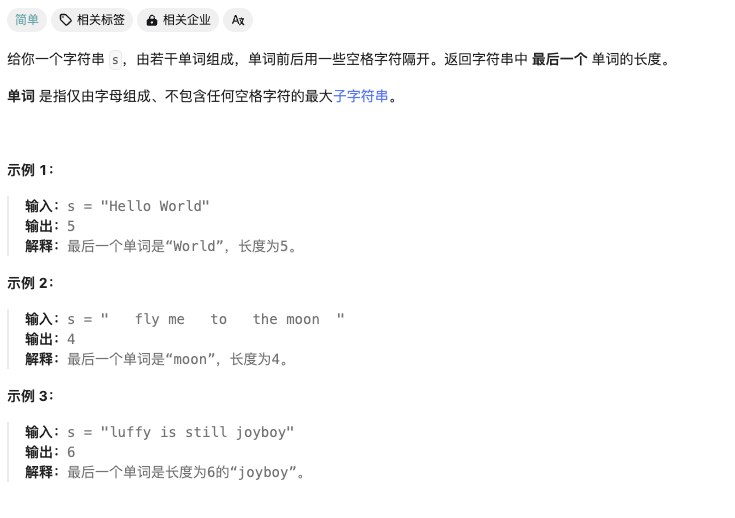 简单 相关标签 相关企业 A文
给你一个字符串 s，由若干单词组成，单词前后用一些空格字符隔开。返回字符串中 最后一个 单词的长度。
单词 是指仅由字母组成、不包含任何空格字符的最大子字符串。
示例 1：
输入：s = "Hello World"
输出：5
解释：最后一个单词是“World”，长度为5。
示例 2：
输入：s = "   fly me   to   the moon  "
输出：4
解释：最后一个单词是“moon”，长度为4。
示例 3：
输入：s = "luffy is still joyboy"
输出：6
解释：最后一个单词是长度为6的“joyboy”。